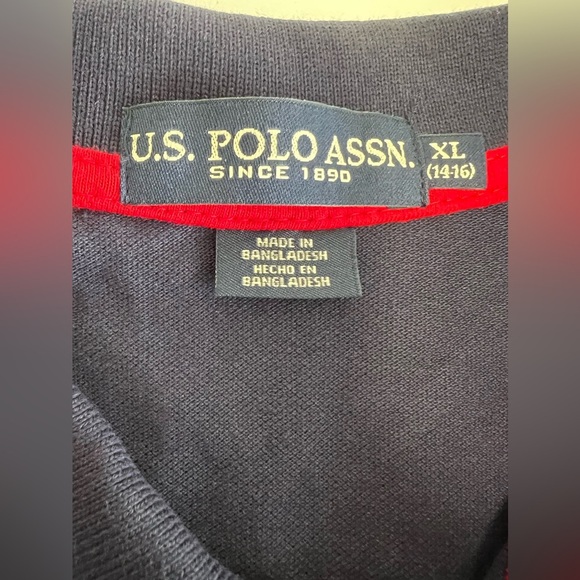 U.S. POLO ASSN.
SINCE 1890
XL
(14-16)
MADE IN
BANGLADESH
HECHO EN
BANGLADESH